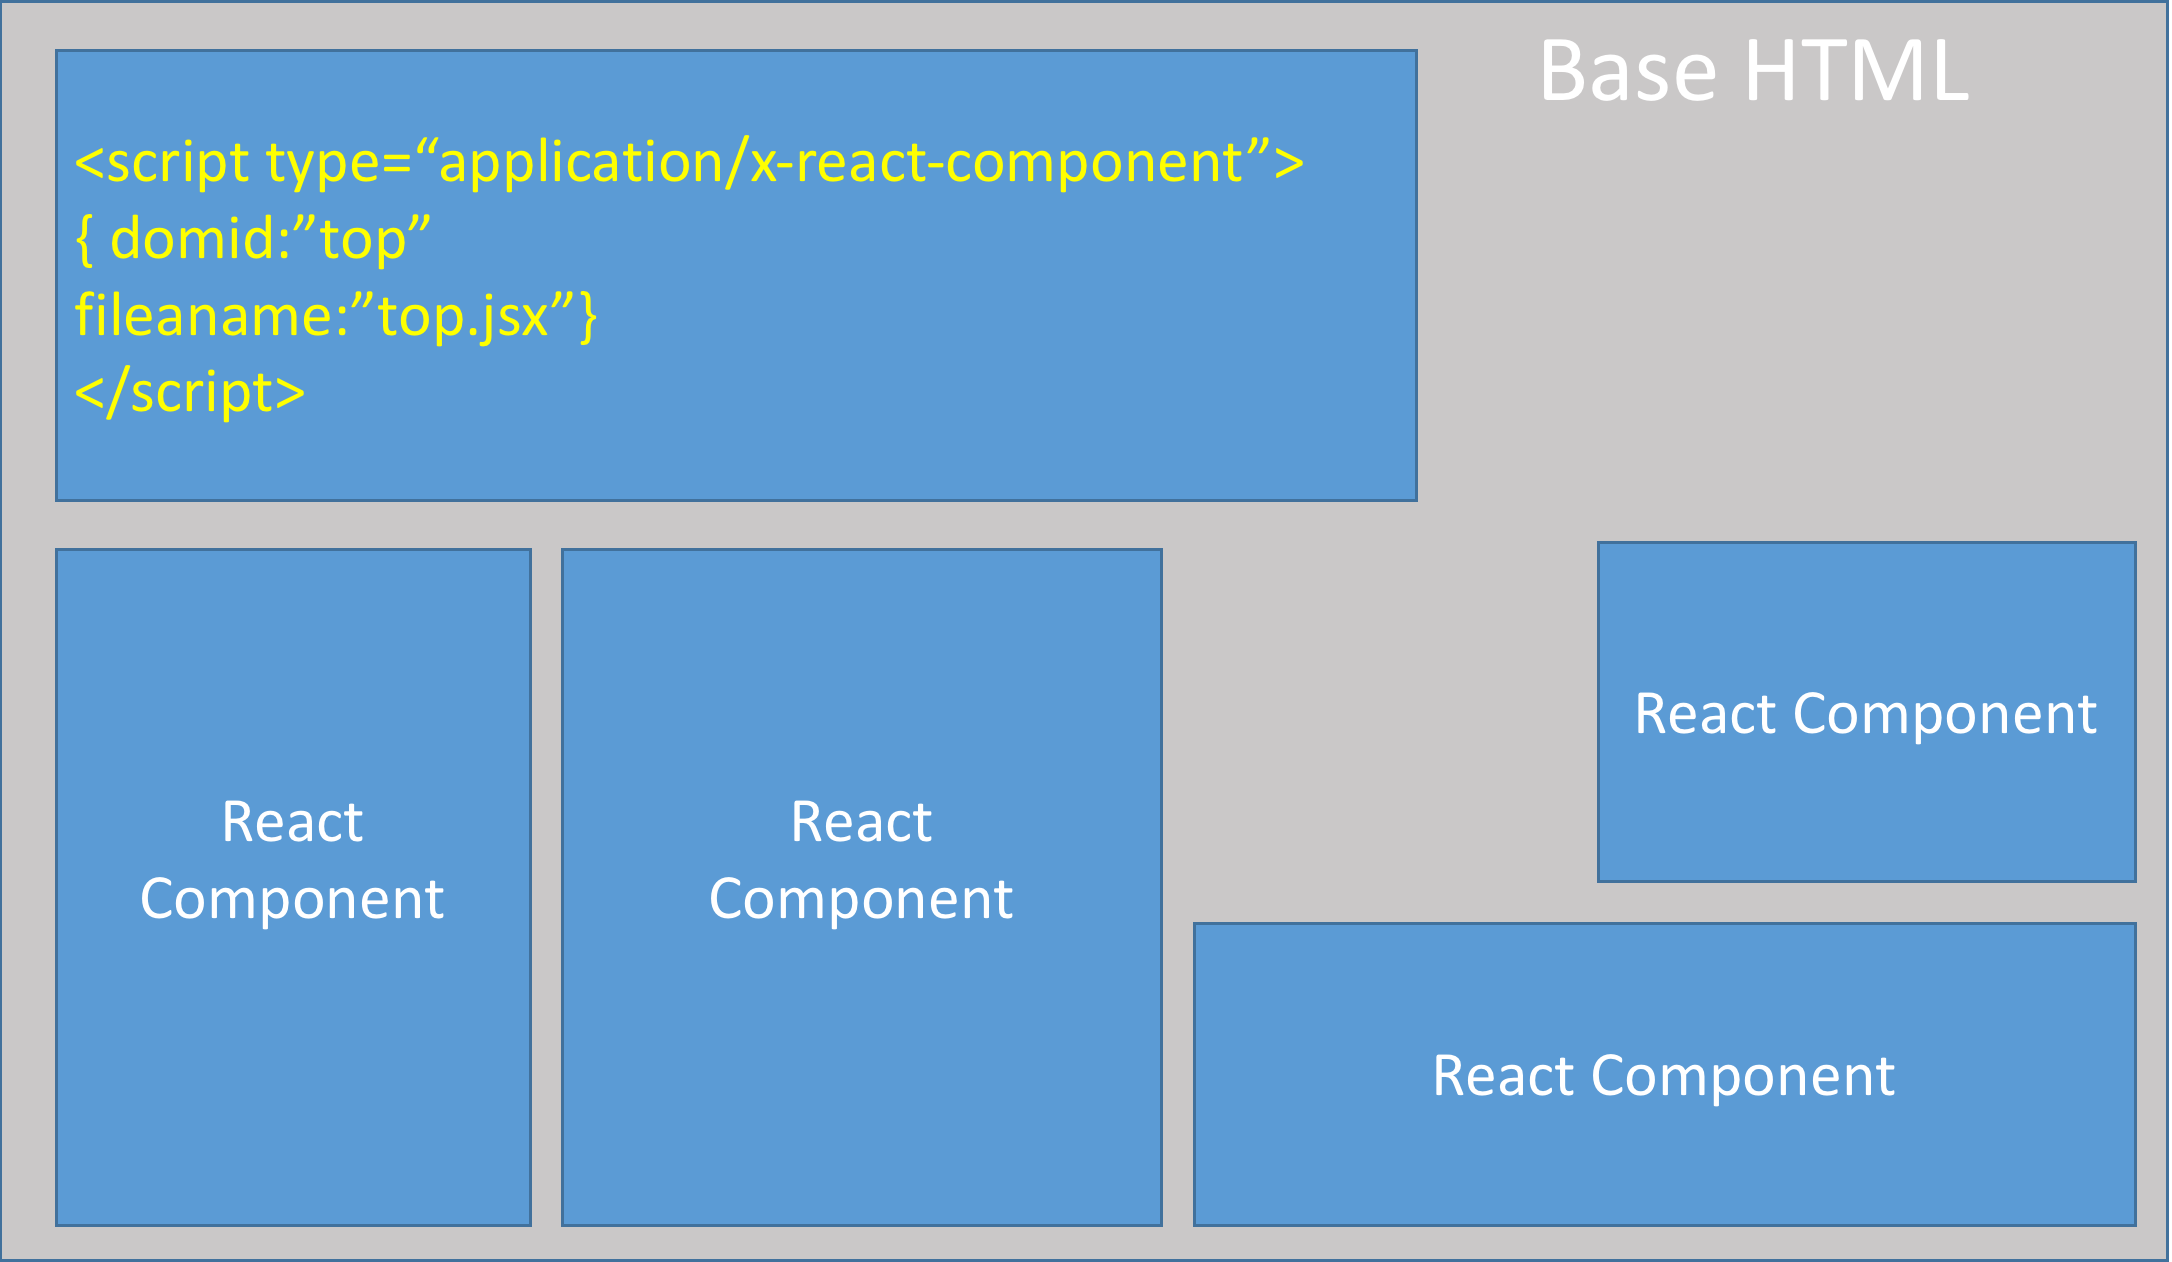 Base HTML
<script type=“application/x-react-component”>
{ domid:”top”
fileaname:”top.jsx”}
</script>
React
Component
React
Component
React Component
React Component